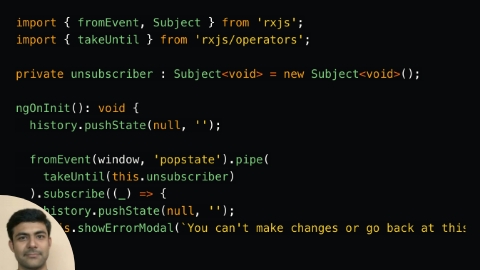 import { fromEvent, Subject } from 'rxjs';
import { takeUntil } from 'rxjs/operators';
private unsubscriber : Subject<void> = new Subject<void>();
ngOnInit(): void {
history.pushState(null, '');
fromEvent(window, 'popstate').pipe(
takeUntil(this.unsubscriber)
).subscribe((_) => {
history.pushState(null, '');
.showErrorModal(`You can't make changes or go back at this